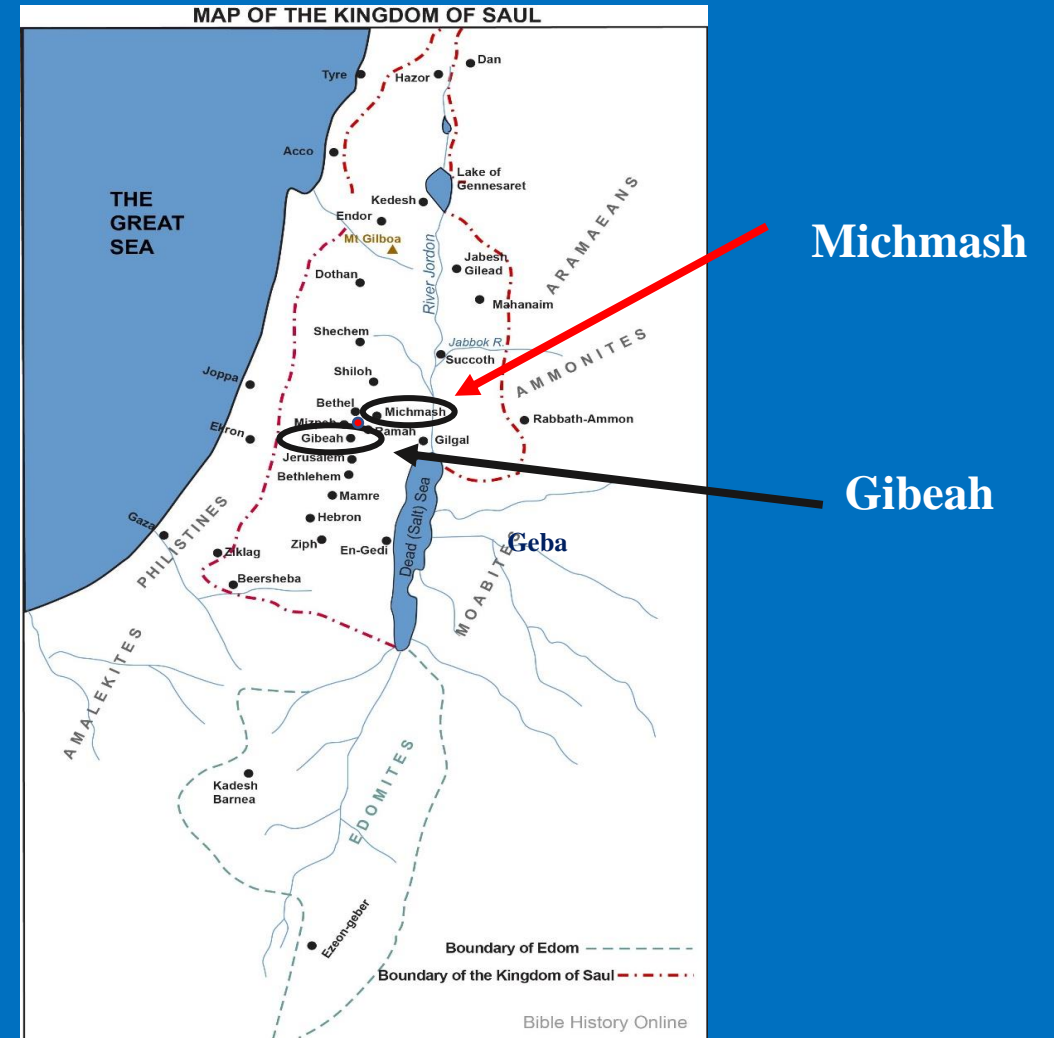 MAP OF THE KINGDOM OF SAUL
Dan
Tyre
Hazor
Acco
Lake of
Gennesaret
THE
GREAT
SEA
Kedesh
Endor
Mt Gilboa
ARAMAEANS
Michmash
River Jordon
Jabesh
Gilead
Dothan
Mahanaim
Shechem
Jabbok R.
Succoth
AMMONITES
Shiloh
Joppa
Bethel
Michmash
Mizpah
Ramah
Rabbath-Ammon
Ekron
Gibeah
Gilgal
Jerusalem
Bethlehem
Gibeah
Mamre
Dead (Salt) Sea
Hebron
Gaza
PHILISTINES
Ziph
En-Gedi
Geba
Ziklag
MOABITES
Beersheba
AMALEKITES
EDOMITES
Kadesh
Barnea
Ezeon-geber
Boundary of Edom
Boundary of the Kingdom of Saul
Bible History Online